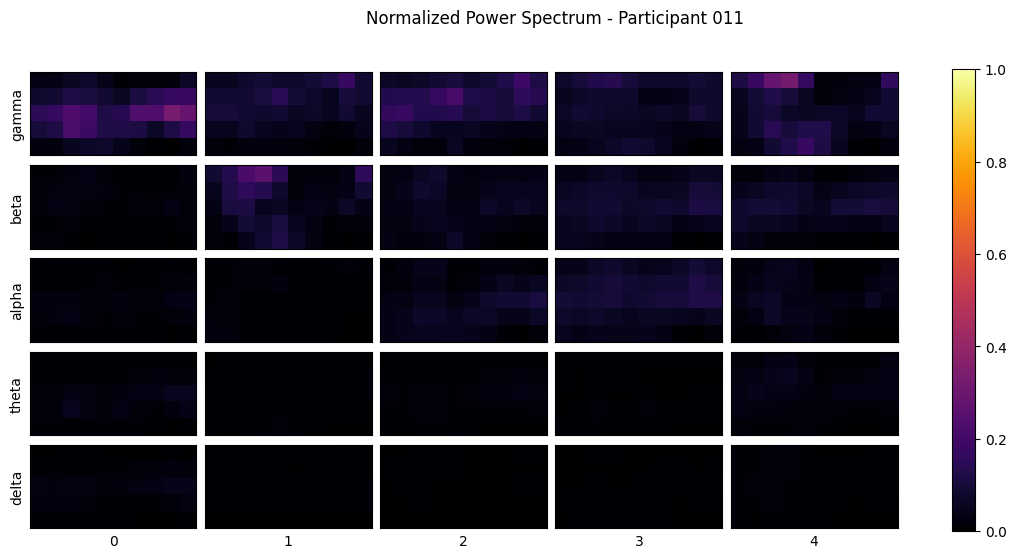 Normalized Power Spectrum - Participant 011
gamma
beta
alpha
theta
delta
0 1 2 3 4
1.0
0.8
0.6
0.4
0.2
0.0